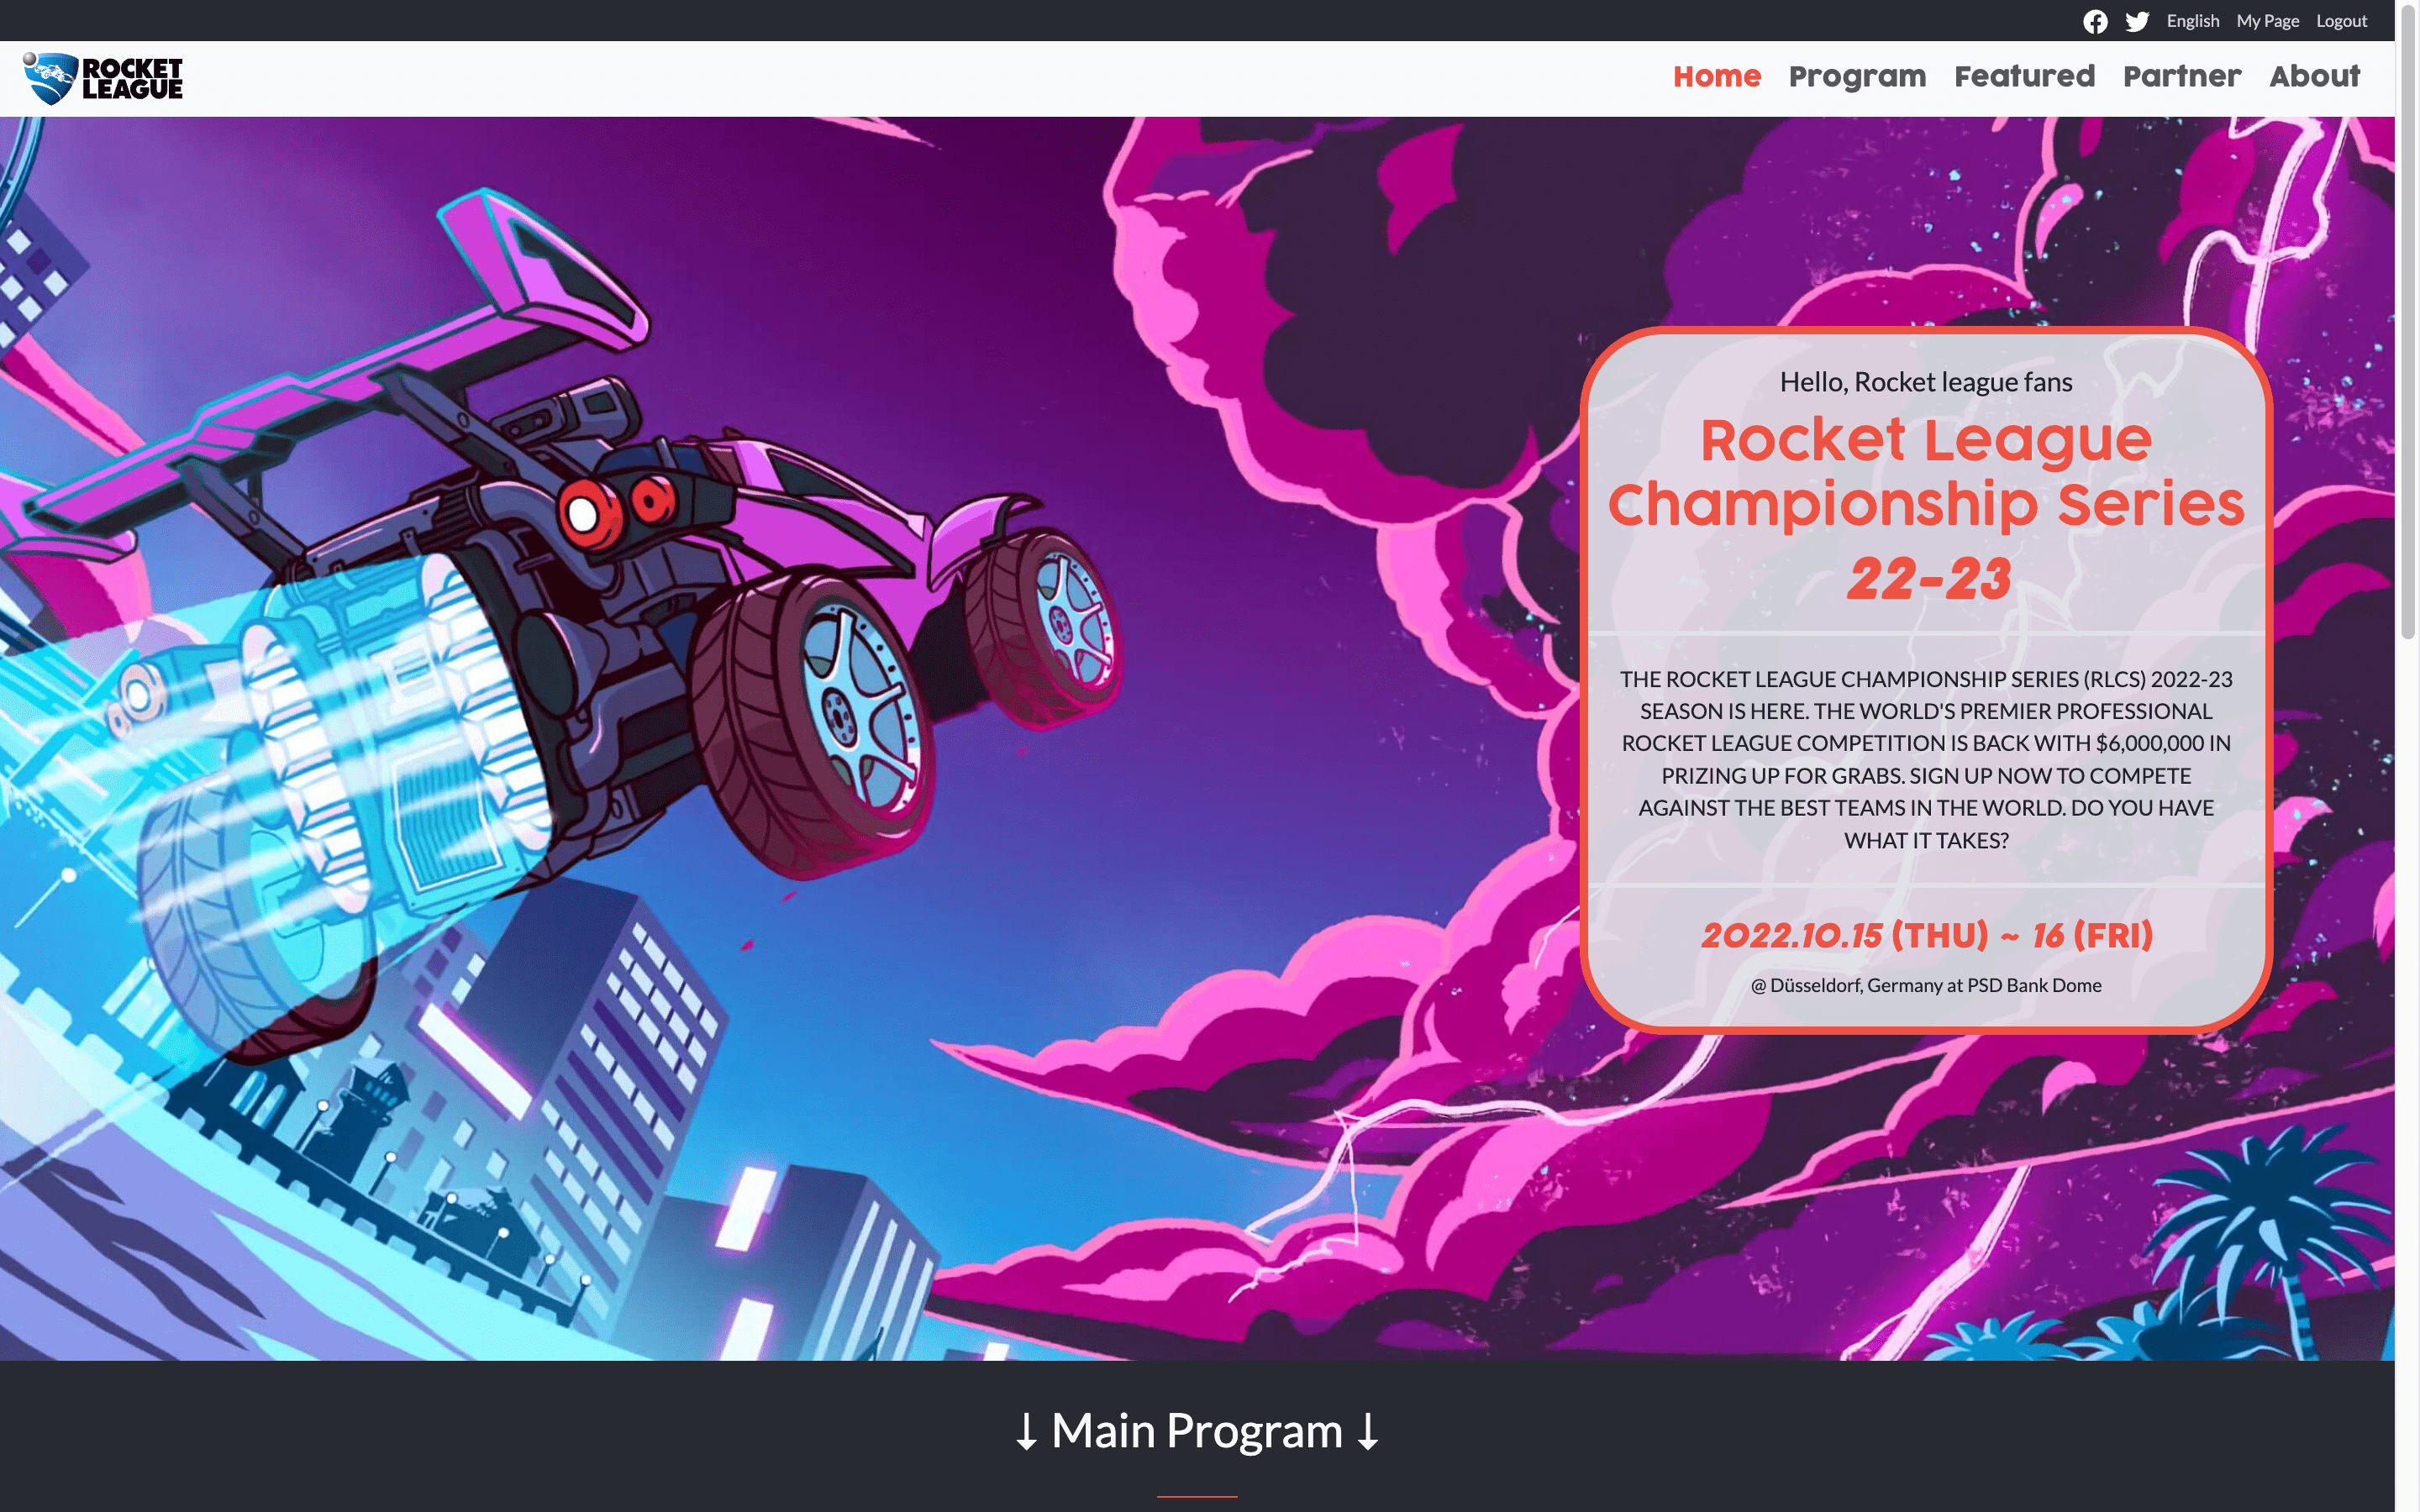 English My Page Logout
ROCKET
LEAGUE
Home Program Featured Partner About
Hello, Rocket league fans
Rocket League
Championship Series
22-23
THE ROCKET LEAGUE CHAMPIONSHIP SERIES (RLCS) 2022-23
SEASON IS HERE. THE WORLD'S PREMIER PROFESSIONAL
ROCKET LEAGUE COMPETITION IS BACK WITH $6,000,000 IN
PRIZING UP FOR GRABS. SIGN UP NOW TO COMPETE
AGAINST THE BEST TEAMS IN THE WORLD. DO YOU HAVE
WHAT IT TAKES?
2022.10.15 (THU) ~ 16 (FRI)
@ Düsseldorf, Germany at PSD Bank Dome
↓ Main Program ↓